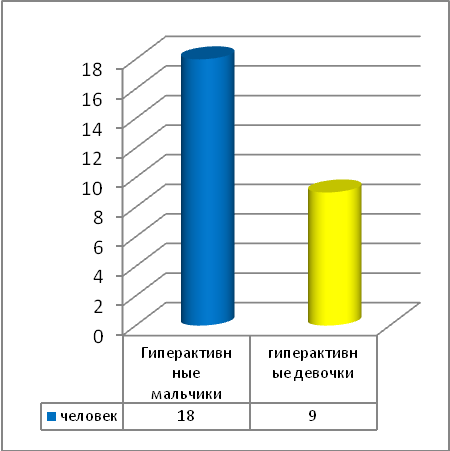 18
16
14
12
10
8
6
4
2
0
Гиперактивн
ные
мальчики
гиперактивн
ые девочки
человек 18 9